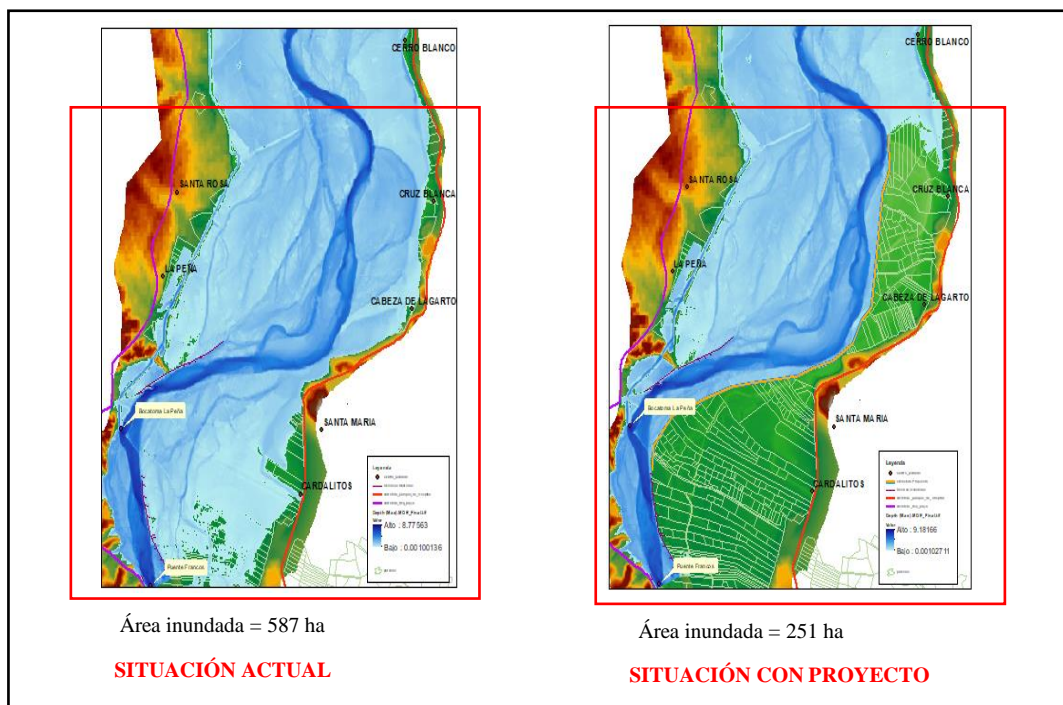 CERRO BLANCO
SANTA ROSA
CRUZ BLANCA
LA PEÑA
CABEZA DE LAGARTO
Bocatoma La Peña
SANTA MARIA
CARDALITOS
Puente Francos
Leyenda
Alto : 8.77563
Bajo : 0.00100136
Área inundada = 587 ha
SITUACIÓN ACTUAL
CERRO BLANCO
SANTA ROSA
CRUZ BLANCA
LA PEÑA
CABEZA DE LAGARTO
Bocatoma La Peña
SANTA MARIA
CARDALITOS
Puente Francos
Leyenda
Alto : 9.18166
Bajo : 0.00102711
Área inundada = 251 ha
SITUACIÓN CON PROYECTO